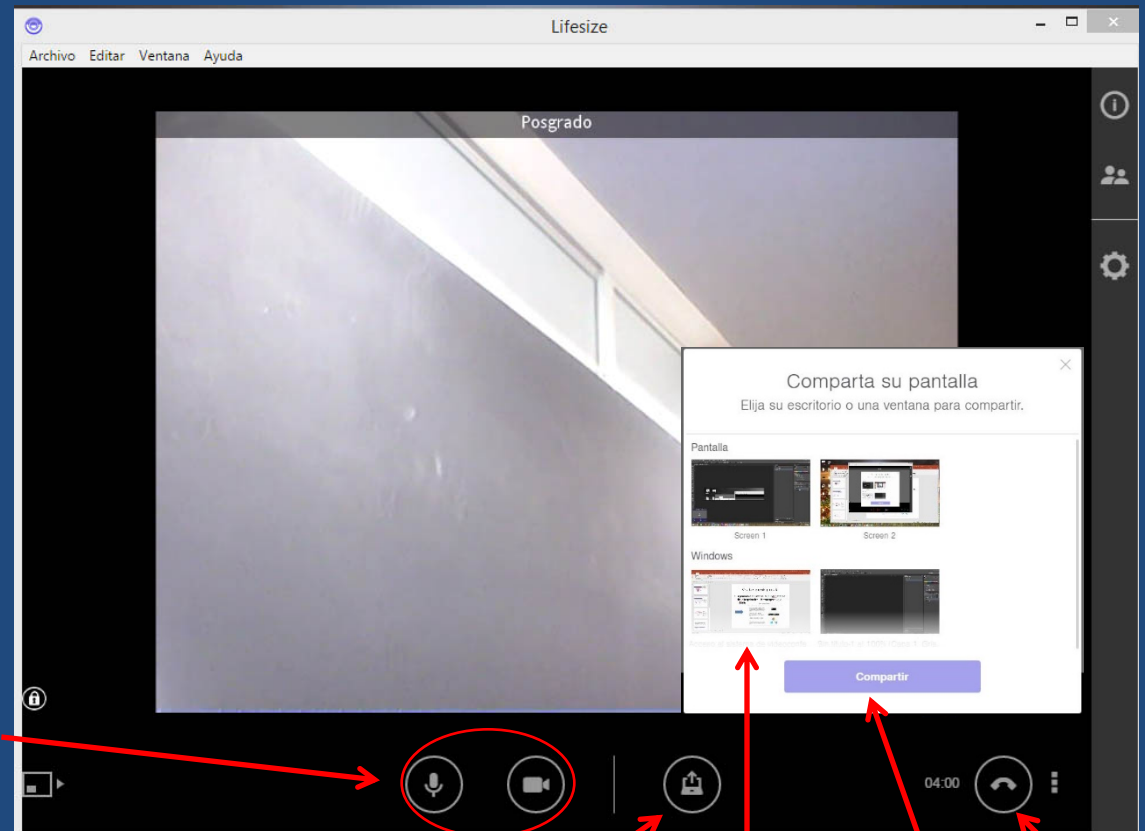 Lifesize
Archivo Editar Ventana Ayuda
Posgrado
Comparta su pantalla
Elija su escritorio o una ventana para compartir.
Pantalla
Screen 1 Screen 2
Windows
Compartir
04:00